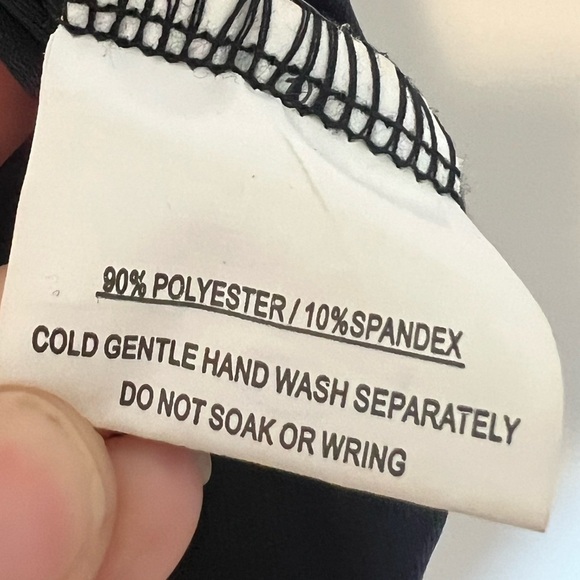 90% POLYESTER / 10%SPANDEX
COLD GENTLE HAND WASH SEPARATELY
DO NOT SOAK OR WRING